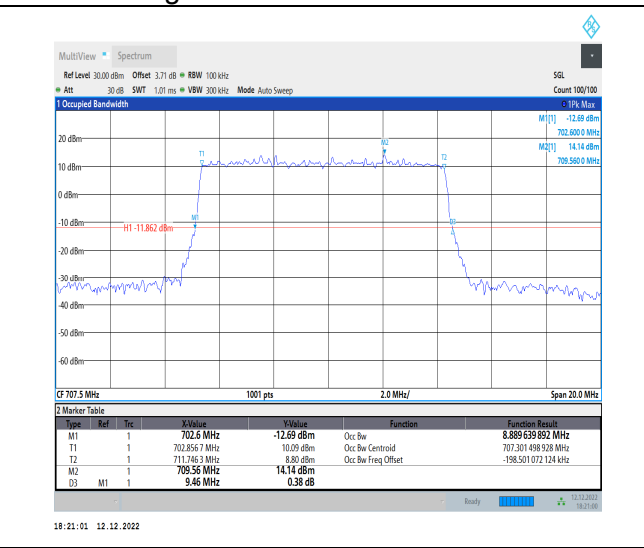 MultiView Spectrum
Ref Level 30.00 dBm Offset 3.71 dB RBW 100 kHz SGL
Att 30 dB SWT 1.01 ms VBW 300 kHz Mode Auto Sweep Count 100/100
1 Occupied Bandwidth 1Pk Max
M1[1] -12.69 dBm
702.600 0 MHz
M2[1] 14.14 dBm
709.560 0 MHz
M2
20 dBm
T1
T2
10 dBm
0 dBm
M1
-10 dBm
H1 -11.862 dBm
D3
-20 dBm
-30 dBm
-40 dBm
-50 dBm
-60 dBm
CF 707.5 MHz 1001 pts 2.0 MHz/ Span 20.0 MHz
2 Marker Table
Type Ref Trc X-Value Y-Value Function Function Result
M1 1 702.6 MHz -12.69 dBm Occ Bw 8.889 639 892 MHz
T1 1 702.856 7 MHz 10.09 dBm Occ Bw Centroid 707.301 498 928 MHz
T2 1 711.746 3 MHz 8.80 dBm Occ Bw Freq Offset -198.501 072 124 kHz
M2 1 709.56 MHz 14.14 dBm
D3 M1 1 9.46 MHz 0.38 dB
Ready 12.12.2022
18:21:00
18:21:01 12.12.2022